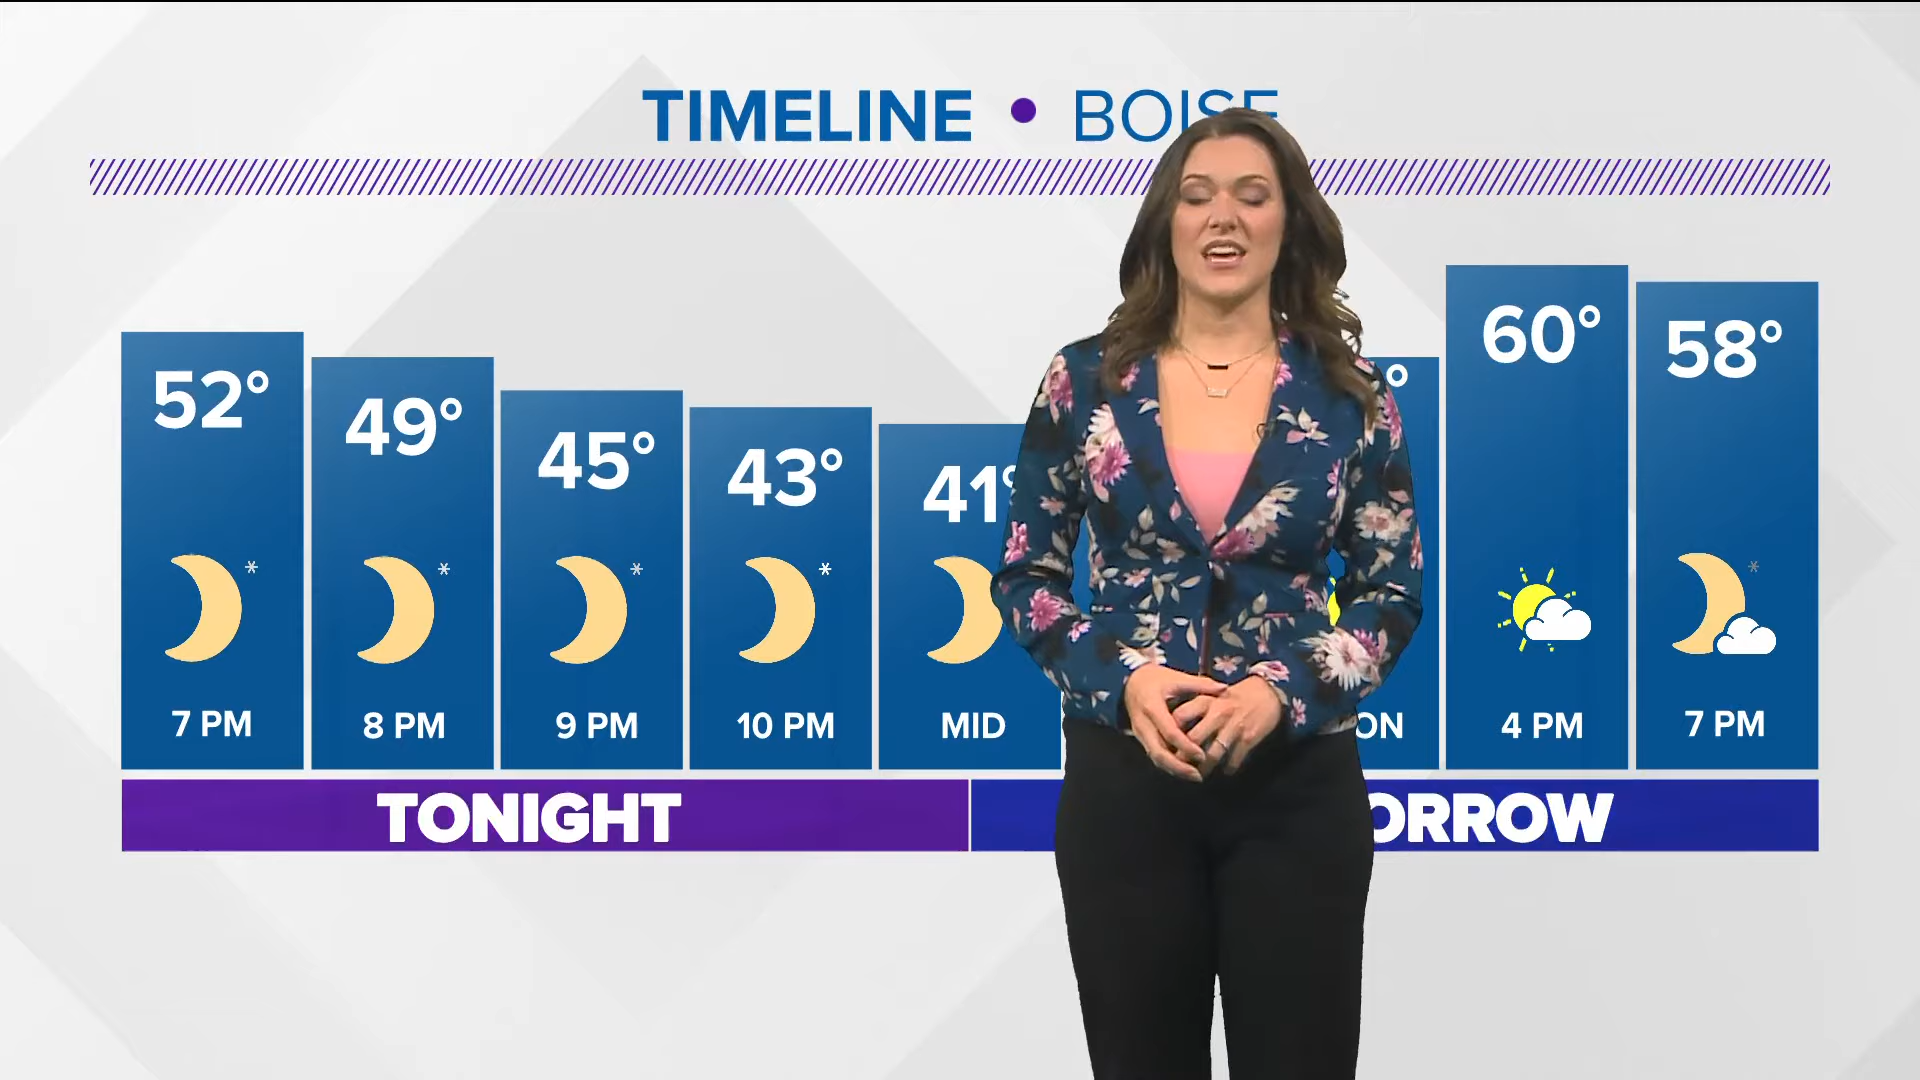 TIMELINE • BOISE
52° 49° 45° 43° 41° 60° 58°
7 PM 8 PM 9 PM 10 PM MID 4 PM 7 PM
TONIGHT